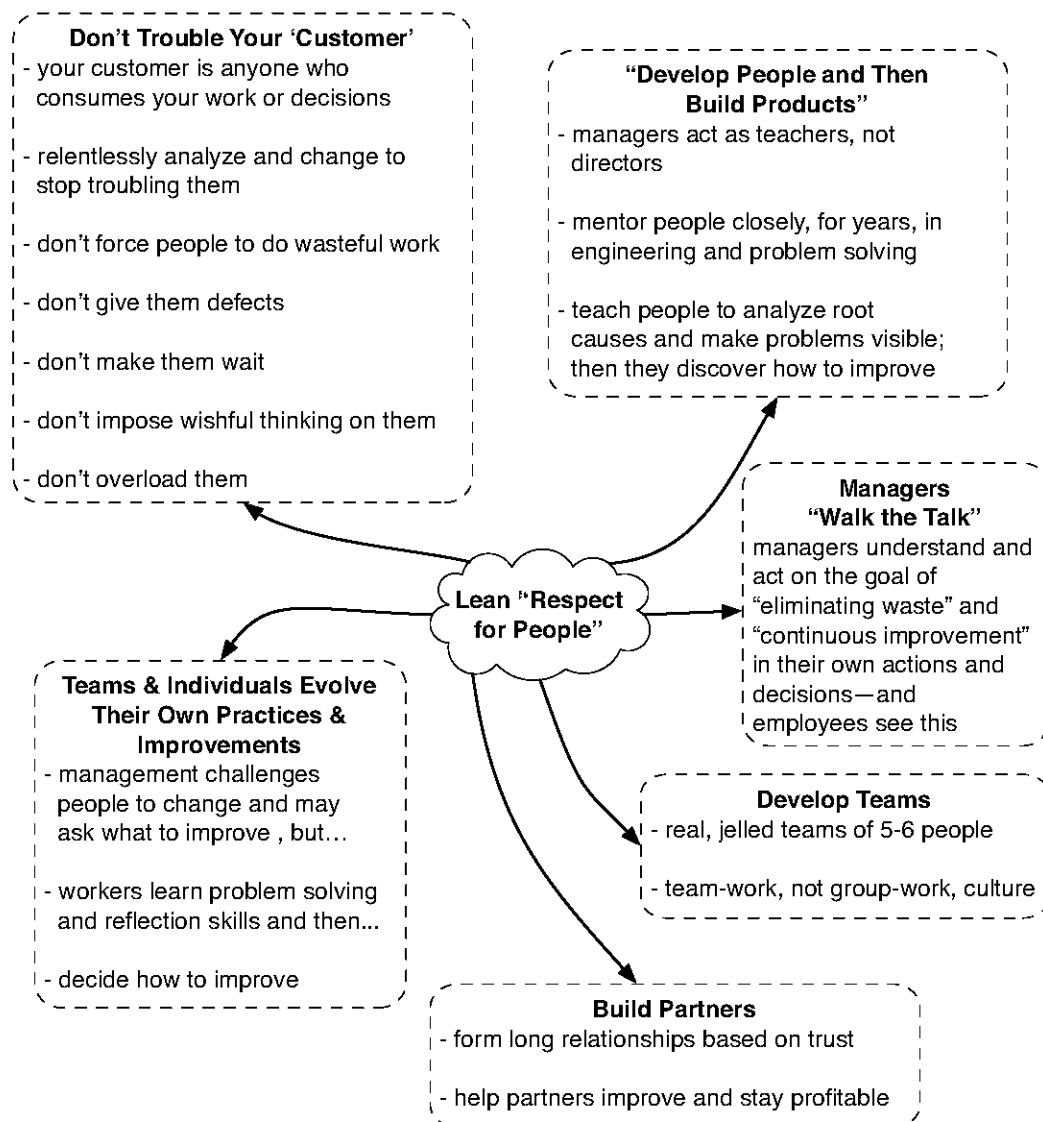 Don't Trouble Your ‘Customer’
- your customer is anyone who
consumes your work or decisions
- relentlessly analyze and change to
stop troubling them
- don't force people to do wasteful work
- don't give them defects
- don't make them wait
- don't impose wishful thinking on them
- don't overload them
“Develop People and Then
Build Products”
- managers act as teachers, not
directors
- mentor people closely, for years, in
engineering and problem solving
- teach people to analyze root
causes and make problems visible;
then they discover how to improve
Managers
“Walk the Talk”
managers understand and
act on the goal of
“eliminating waste” and
“continuous improvement”
in their own actions and
decisions—and
employees see this
Lean “Respect
for People”
Teams & Individuals Evolve
Their Own Practices &
Improvements
- management challenges
people to change and may
ask what to improve , but…
- workers learn problem solving
and reflection skills and then...
- decide how to improve
Develop Teams
- real, jelled teams of 5-6 people
- team-work, not group-work, culture
Build Partners
- form long relationships based on trust
- help partners improve and stay profitable